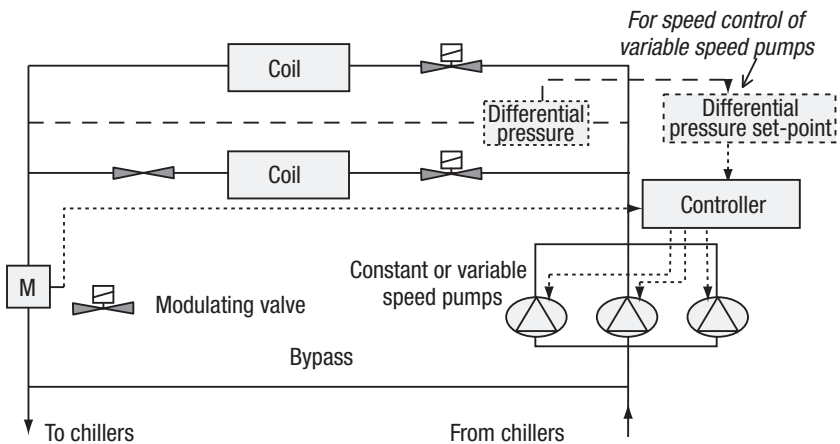 For speed control of
variable speed pumps
Coil
Differential
pressure
Differential
pressure set-point
Coil
Controller
M
Modulating valve
Constant or variable
speed pumps
Bypass
To chillers
From chillers